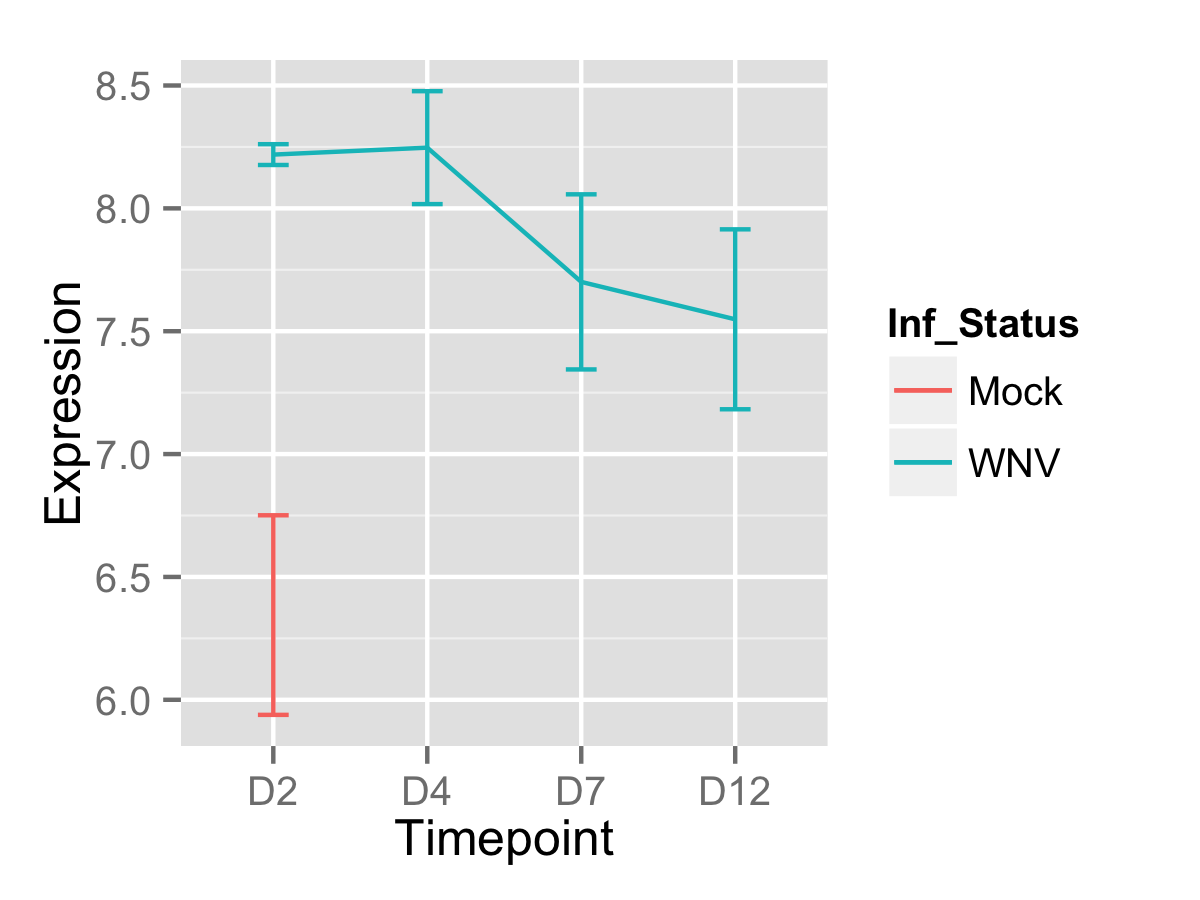 8.5
8.0
7.5
7.0
6.5
6.0
Expression
D2 D4 D7 D12
Timepoint
Inf_Status
Mock
WNV